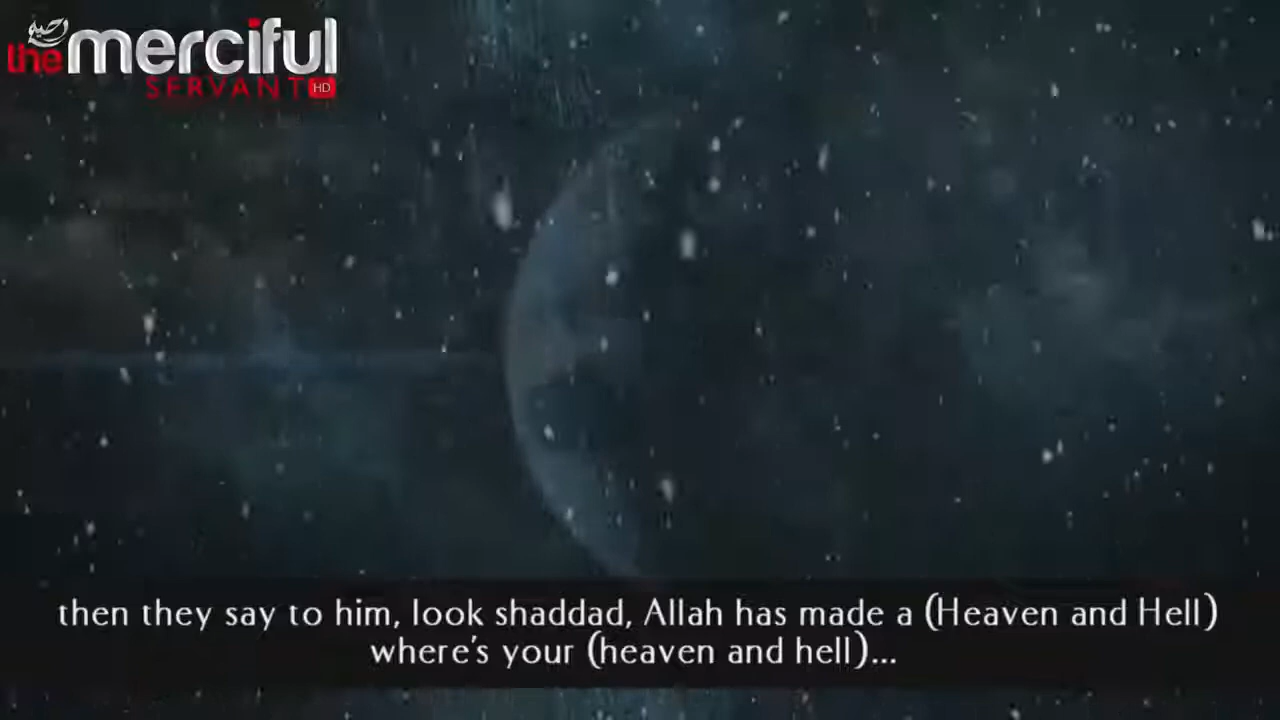 the merciful
SERVANT HD
then they say to him, look shaddad, Allah has made a (Heaven and Hell)
where's your (heaven and hell)...